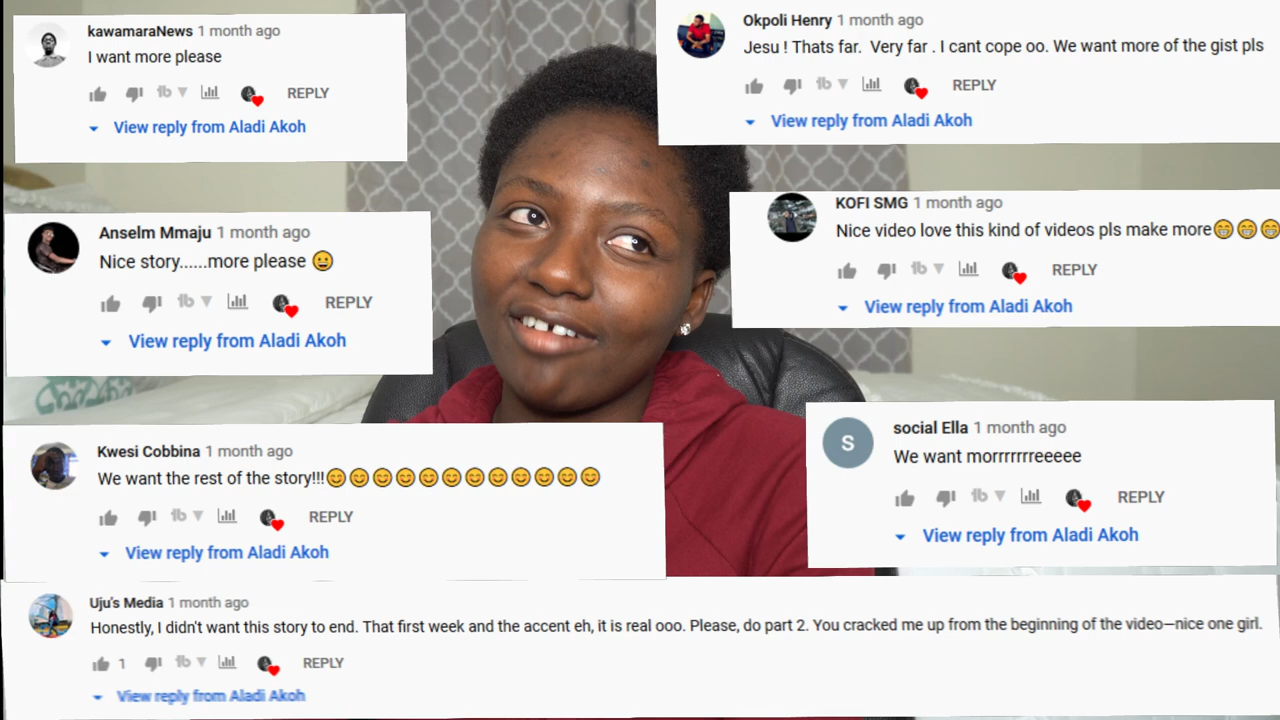 kawamaraNews 1 month ago
I want more please
REPLY
View reply from Aladi Akoh
Okpoli Henry 1 month ago
Jesu ! Thats far. Very far . I cant cope oo. We want more of the gist pls
REPLY
View reply from Aladi Akoh
Anselm Mmaju 1 month ago
Nice story......more please 😀
REPLY
View reply from Aladi Akoh
KOFI SMG 1 month ago
Nice video love this kind of videos pls make more😁😁😁
REPLY
View reply from Aladi Akoh
Kwesi Cobbina 1 month ago
We want the rest of the story!!!😊😊😊😊😊😊😊😊😊😊😊😊
REPLY
View reply from Aladi Akoh
S
social Ella 1 month ago
We want morrrrrrreeeee
REPLY
View reply from Aladi Akoh
Uju's Media 1 month ago
Honestly, I didn't want this story to end. That first week and the accent eh, it is real ooo. Please, do part 2. You cracked me up from the beginning of the video—nice one girl.
1 REPLY
View reply from Aladi Akoh